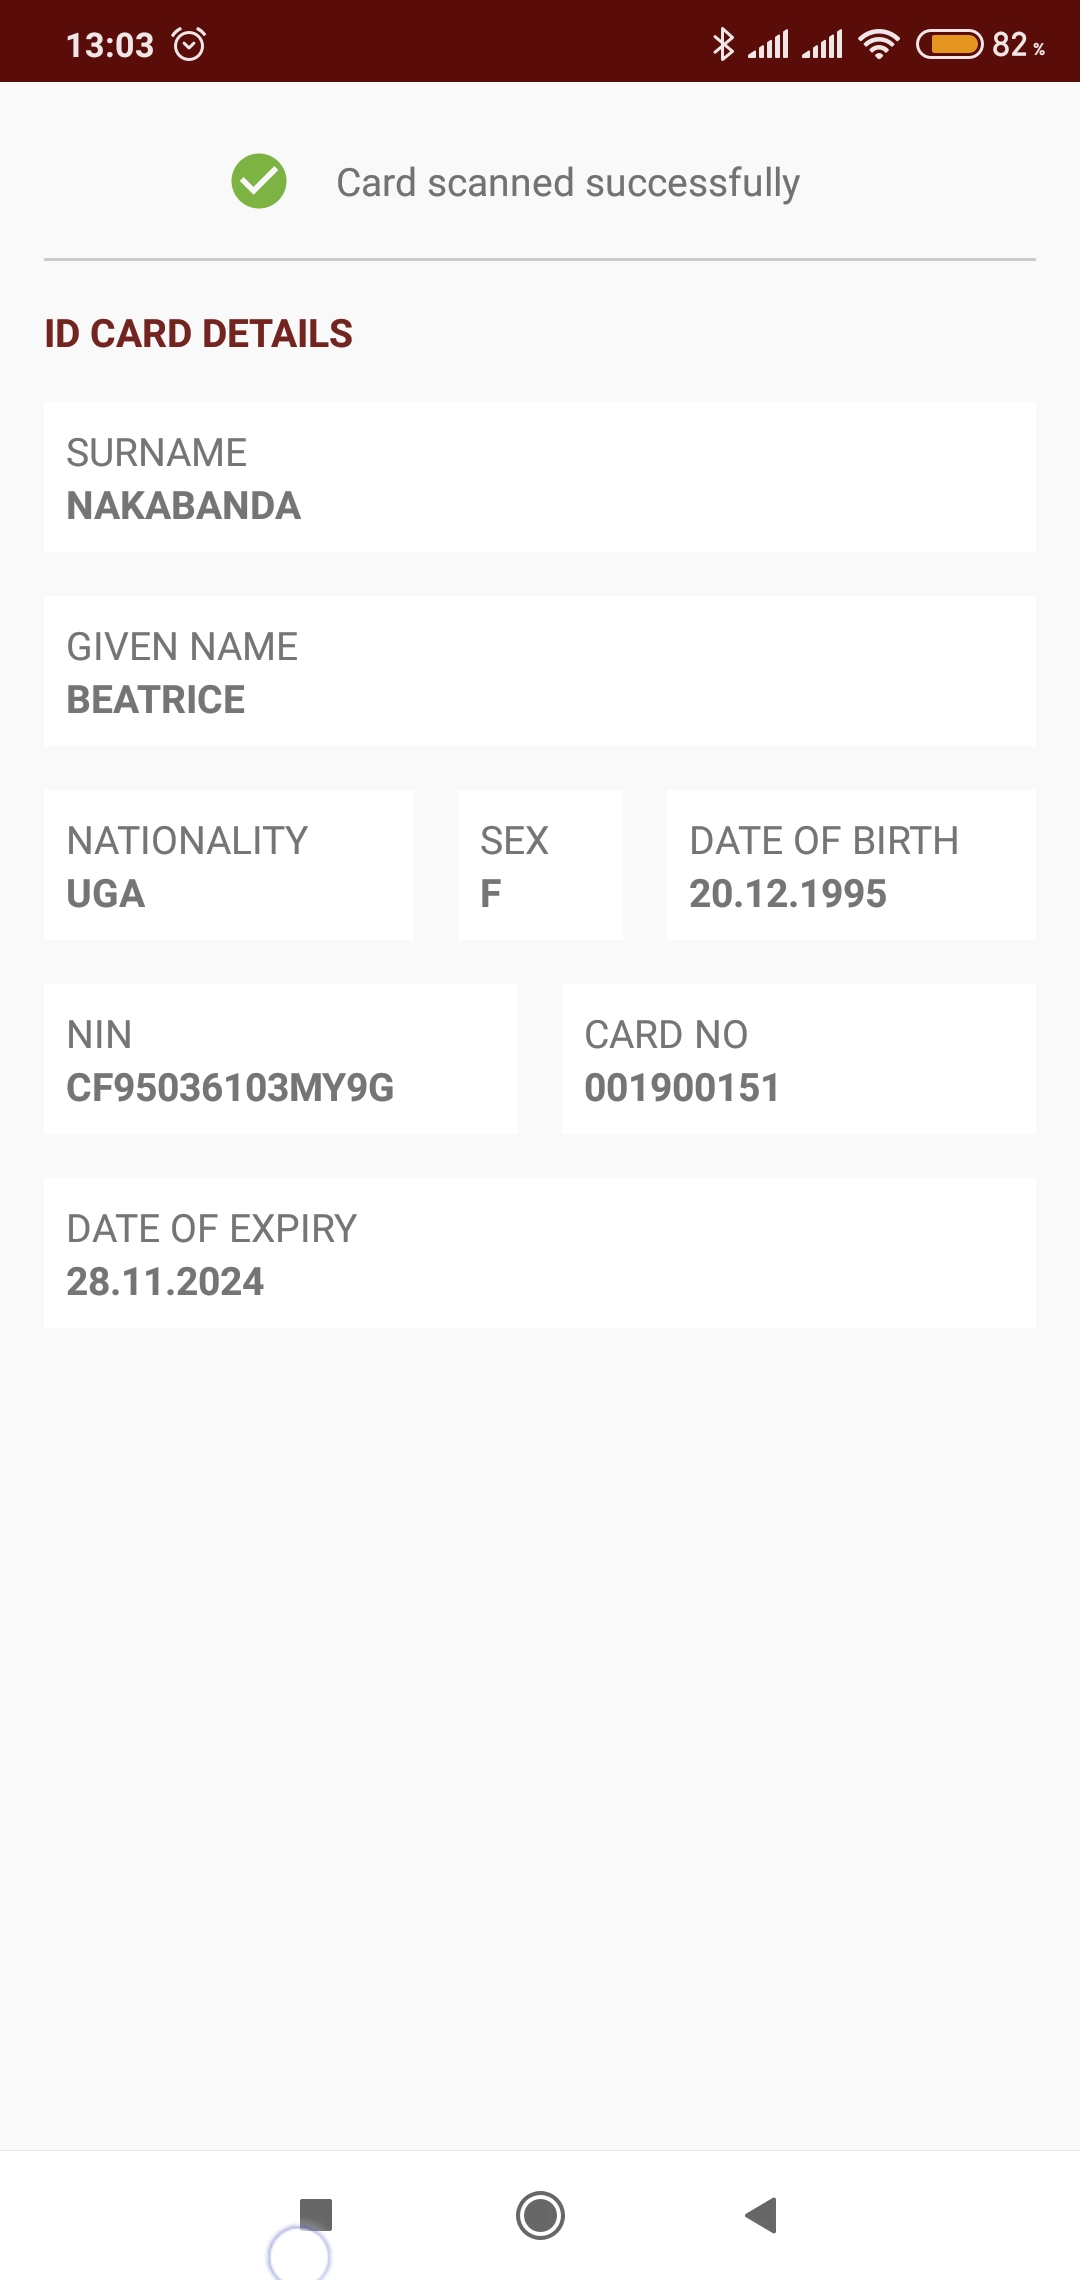 13:03
82 %
Card scanned successfully
ID CARD DETAILS
SURNAME
NAKABANDA
GIVEN NAME
BEATRICE
NATIONALITY
UGA
SEX
F
DATE OF BIRTH
20.12.1995
NIN
CF95036103MY9G
CARD NO
001900151
DATE OF EXPIRY
28.11.2024